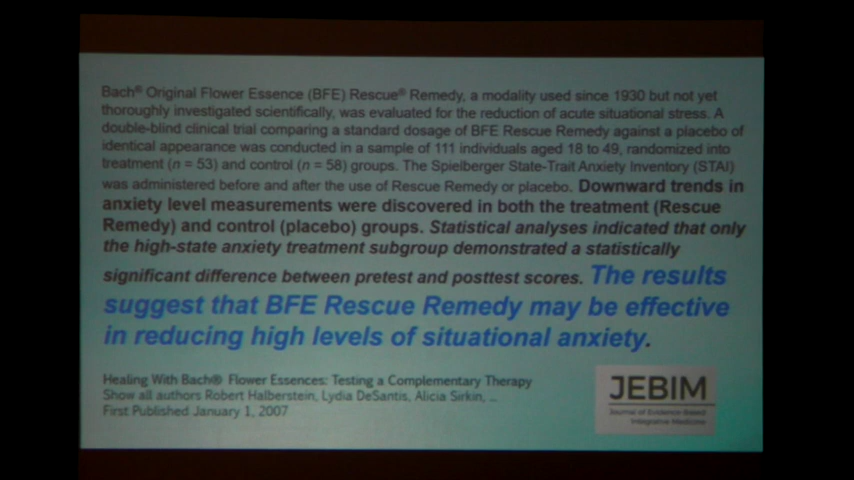 Bach® Original Flower Essence (BFE) Rescue® Remedy, a modality used since 1930 but not yet
thoroughly investigated scientifically, was evaluated for the reduction of acute situational stress. A
double-blind clinical trial comparing a standard dosage of BFE Rescue Remedy against a placebo of
identical appearance was conducted in a sample of 111 individuals aged 18 to 49, randomized into
treatment (n = 53) and control (n = 58) groups. The Spielberger State-Trait Anxiety Inventory (STAI)
was administered before and after the use of Rescue Remedy or placebo. Downward trends in
anxiety level measurements were discovered in both the treatment (Rescue
Remedy) and control (placebo) groups. Statistical analyses indicated that only
the high-state anxiety treatment subgroup demonstrated a statistically
significant difference between pretest and posttest scores. The results
suggest that BFE Rescue Remedy may be effective
in reducing high levels of situational anxiety.
Healing With Bach® Flower Essences: Testing a Complementary Therapy
Show all authors Robert Halberstein, Lydia DeSantis, Alicia Sirkin, ...
First Published January 1, 2007
JEBIM
Journal of Evidence-Based
Integrative Medicine